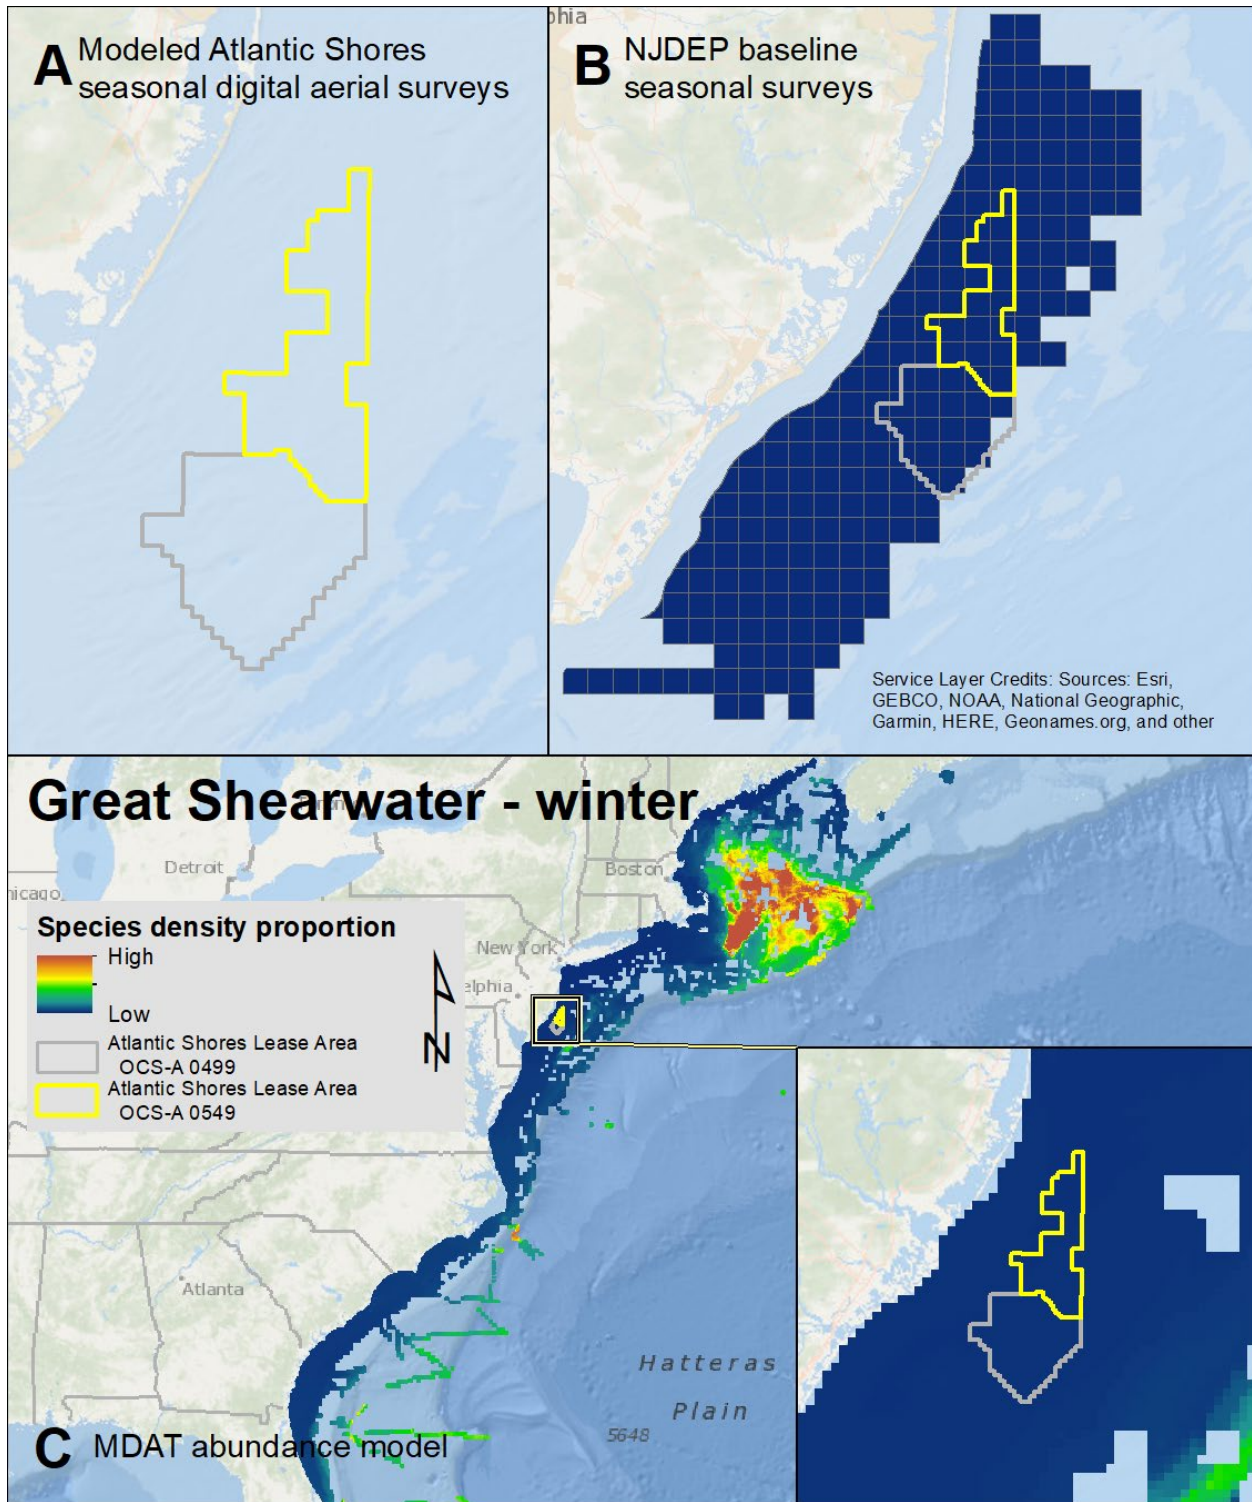 A Modeled Atlantic Shores
seasonal digital aerial surveys
phia
B NJDEP baseline
seasonal surveys
Service Layer Credits: Sources: Esri,
GEBCO, NOAA, National Geographic,
Garmin, HERE, Geonames.org, and other
Great Shearwater - winter
Detroit
Boston
hicago
Species density proportion
High
Low
New York
elphia
N
Atlantic Shores Lease Area
OCS-A 0499
Atlantic Shores Lease Area
OCS-A 0549
Atlanta
Hatteras
Plain
5648
C MDAT abundance model